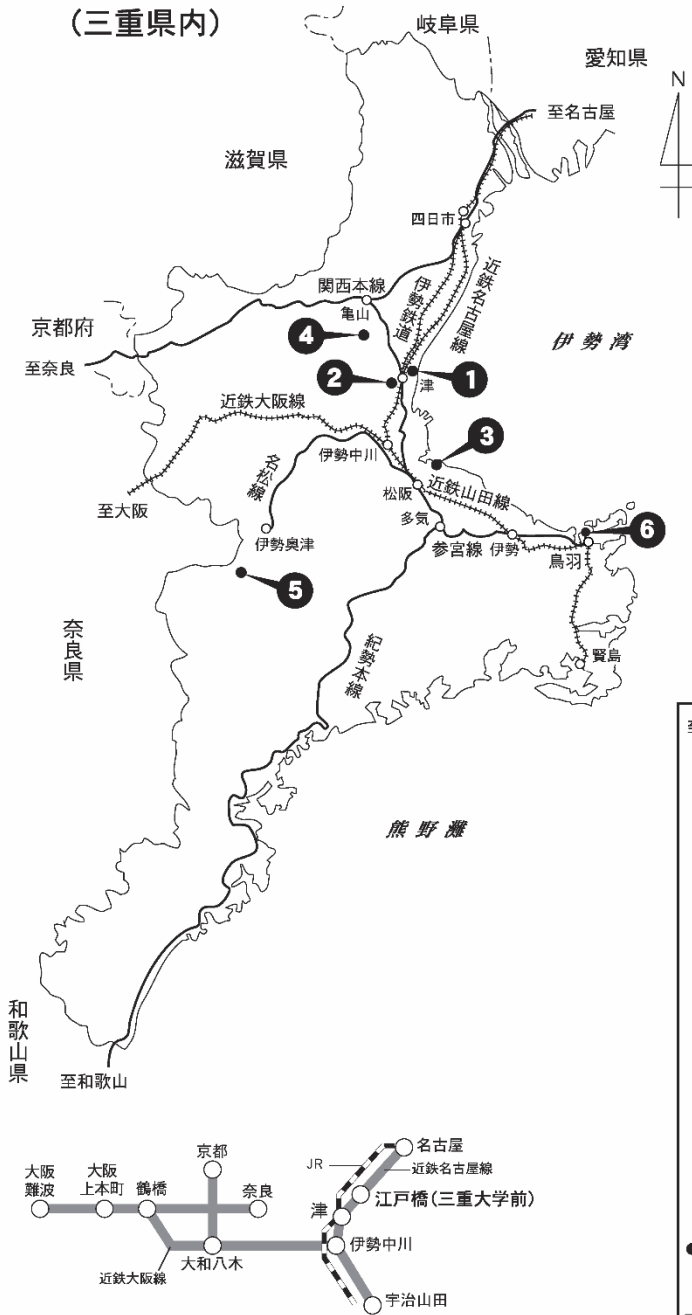 (三重県内)
岐阜県
愛知県
N
至名古屋
滋賀県
四日市
関西本線
亀山
伊勢鉄道
近鉄名古屋線
京都府
伊勢湾
4
至奈良
2
1
津
近鉄大阪線
3
伊勢中川
名松線
松阪
近鉄山田線
至大阪
多気
6
伊勢奥津
参宮線
伊勢
鳥羽
5
奈良県
紀勢本線
賢島
熊野灘
和歌山県
至和歌山
京都
名古屋
JR
近鉄名古屋線
大阪難波
大阪上本町
鶴橋
奈良
江戸橋(三重大学前)
津
伊勢中川
大和八木
近鉄大阪線
宇治山田